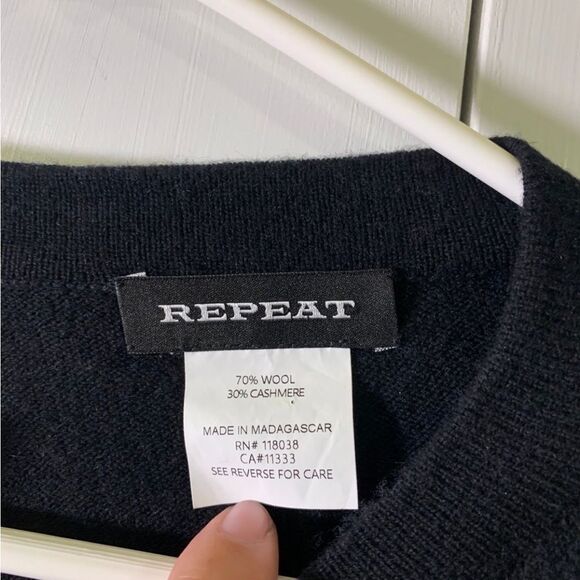 REPEAT
70% WOOL
30% CASHMERE
MADE IN MADAGASCAR
RN# 118038
CA#11333
SEE REVERSE FOR CARE